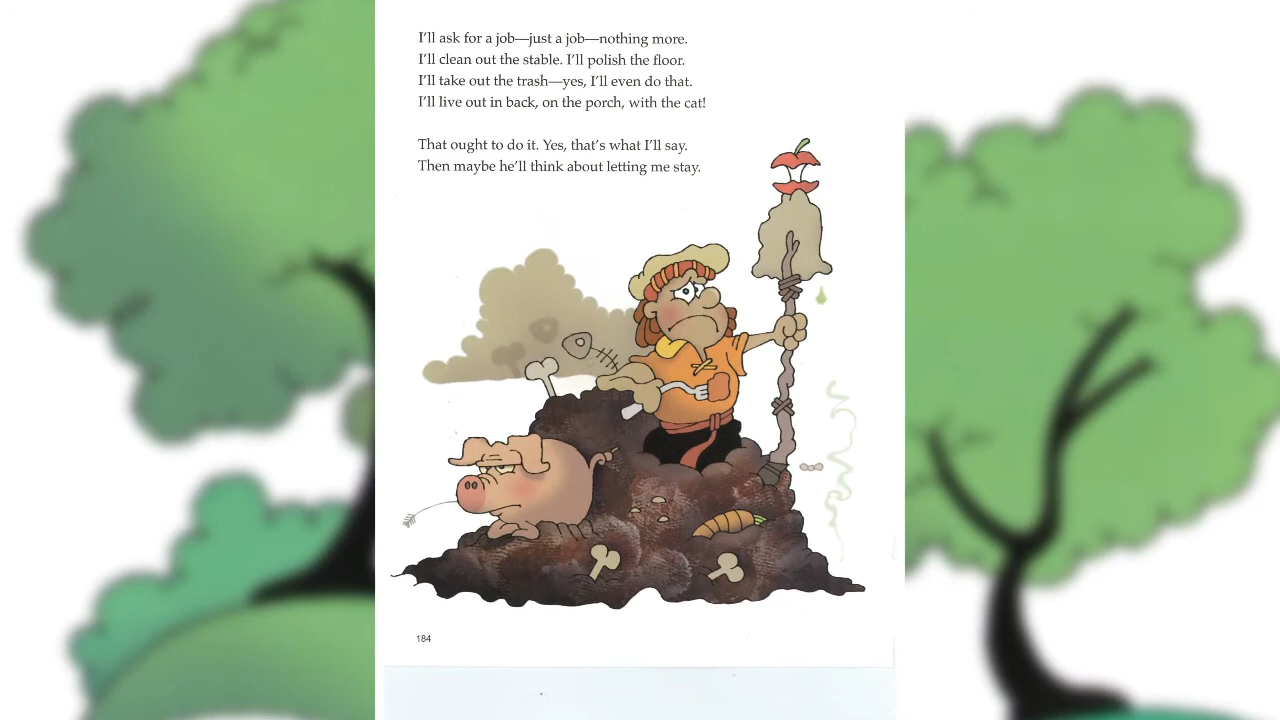 I'll ask for a job—just a job—nothing more.
I'll clean out the stable. I'll polish the floor.
I'll take out the trash—yes, I'll even do that.
I'll live out in back, on the porch, with the cat!
That ought to do it. Yes, that's what I'll say.
Then maybe he'll think about letting me stay.
184